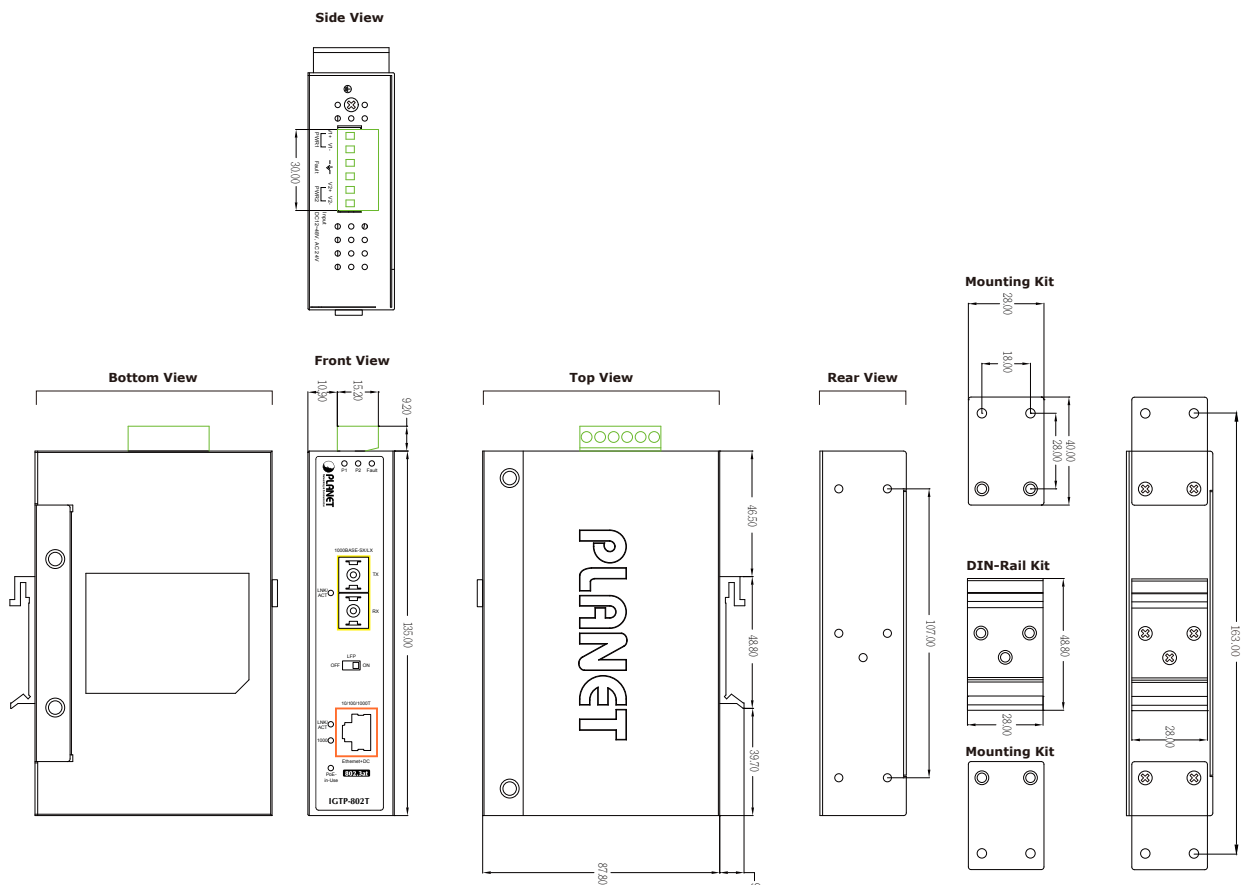 Side View
V1+ V1-
PWR1
Fault
V2+ V2-
PWR2
Input
DC12-48V, AC 24V
30.00
Mounting Kit
28.00
18.00
28.00
40.00
Bottom View
Front View
10.90
15.20
9.20
PLANET
P1 P2 Fault
1000BASE-SX/LX
TX
LNK/
ACT
RX
LFP
OFF ON
10/100/1000T
LNK/
ACT
1000
Ethernet+DC
PoE-
in-Use
802.3at
IGTP-802T
135.00
Top View
PLANET
46.50
48.80
39.70
87.80
Rear View
107.00
DIN-Rail Kit
48.80
28.00
Mounting Kit
28.00
163.00